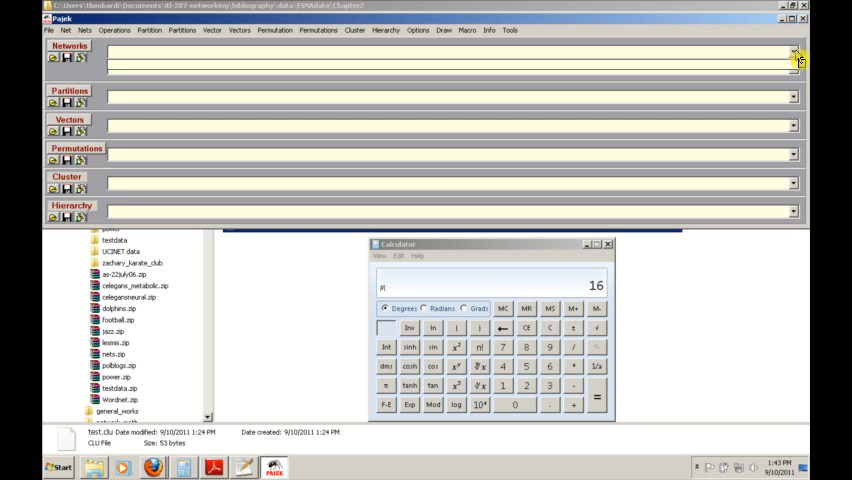 C:\Users\tlombardi\Documents\it-207-networking\bibliography\data\ESNAdata\Chapter2
Pajek
File Net Nets Operations Partition Partitions Vector Vectors Permutation Permutations Cluster Hierarchy Options Draw Macro Info Tools
Networks
Partitions
Vectors
Permutations
Cluster
Hierarchy
power
testdata
UCINET data
zachary_karate_club
as-22july06.zip
celegans_metabolic.zip
celegansneural.zip
dolphins.zip
football.zip
jazz.zip
lesmis.zip
nets.zip
polblogs.zip
power.zip
testdata.zip
Wordnet.zip
general_works
Calculator
View Edit Help
M 16
Degrees Radians Grads MC MR MS M+ M-
Inv ln ( ) ← CE C ± √
Int sinh sin x² n! 7 8 9 / %
dms cosh cos xʸ ʸ√x 4 5 6 * 1/x
π tanh tan x³ ³√x 1 2 3 - =
F-E Exp Mod log 10ˣ 0 . +
test.clu Date modified: 9/10/2011 1:24 PM Date created: 9/10/2011 1:24 PM
CLU File Size: 53 bytes
Start
1:43 PM
9/10/2011